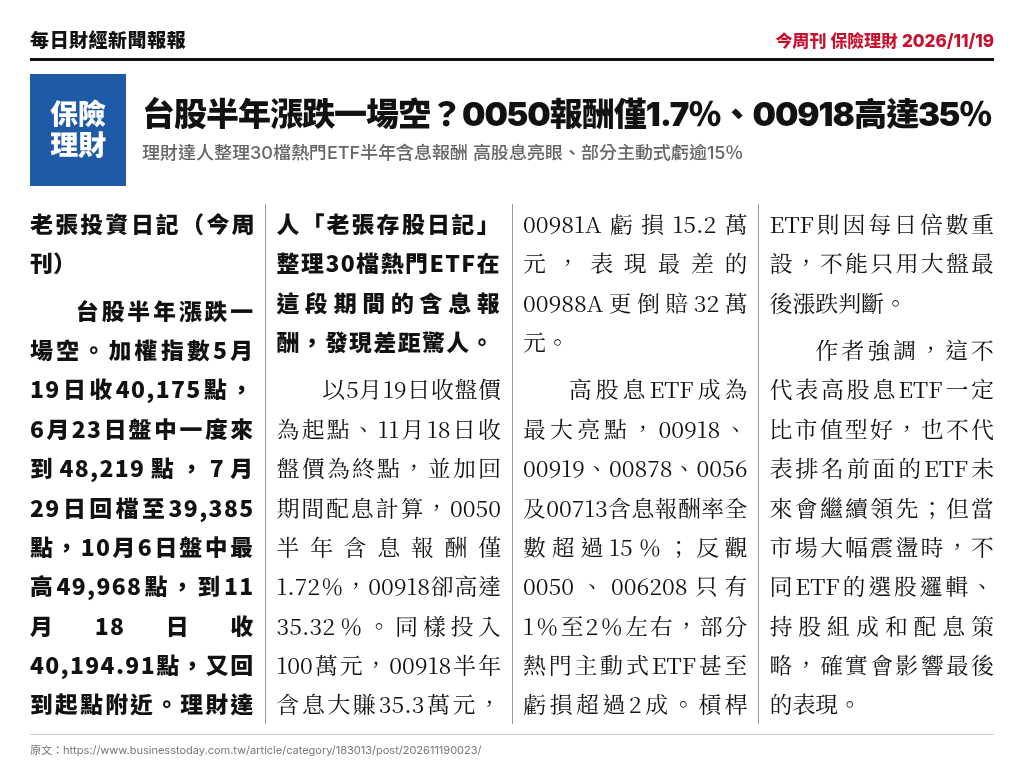 每日財經新聞報報
今周刊 保險理財 2026/11/19
保險
理財
台股半年漲跌一場空？0050報酬僅1.7%、00918高達35%
理財達人整理30檔熱門ETF半年含息報酬 高股息亮眼、部分主動式虧逾15%
老張投資日記（今周
刊）
台股半年漲跌一
場空。加權指數5月
19日收40,175點，
6月23日盤中一度來
到48,219點，7月
29日回檔至39,385
點，10月6日盤中最
高49,968點，到11
月18日收
40,194.91點，又回
到起點附近。理財達
人「老張存股日記」
整理30檔熱門ETF在
這段期間的含息報
酬，發現差距驚人。
以5月19日收盤價
為起點、11月18日收
盤價為終點，並加回
期間配息計算，0050
半年含息報酬僅
1.72%，00918卻高達
35.32%。同樣投入
100萬元，00918半年
含息大賺35.3萬元，
00981A虧損15.2萬
元，表現最差的
00988A更倒賠32萬
元。
高股息ETF成為
最大亮點，00918、
00919、00878、0056
及00713含息報酬率全
數超過15%；反觀
0050、006208只有
1%至2%左右，部分
熱門主動式ETF甚至
虧損超過2成。槓桿
ETF則因每日倍數重
設，不能只用大盤最
後漲跌判斷。
作者強調，這不
代表高股息ETF一定
比市值型好，也不代
表排名前面的ETF未
來會繼續領先；但當
市場大幅震盪時，不
同ETF的選股邏輯、
持股組成和配息策
略，確實會影響最後
的表現。
原文：https://www.businesstoday.com.tw/article/category/183013/post/202611190023/